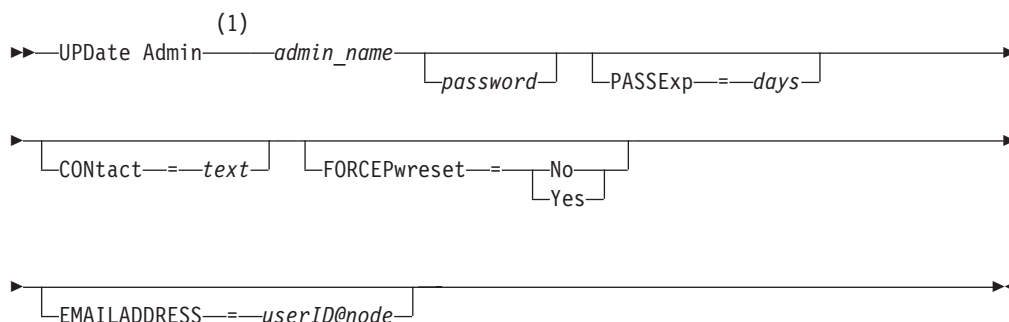 (1)
UPDate Admin admin_name
password PASSExp = days
CONtact = text FORCEPwreset = No
Yes
EMAILADDRESS = userID@node